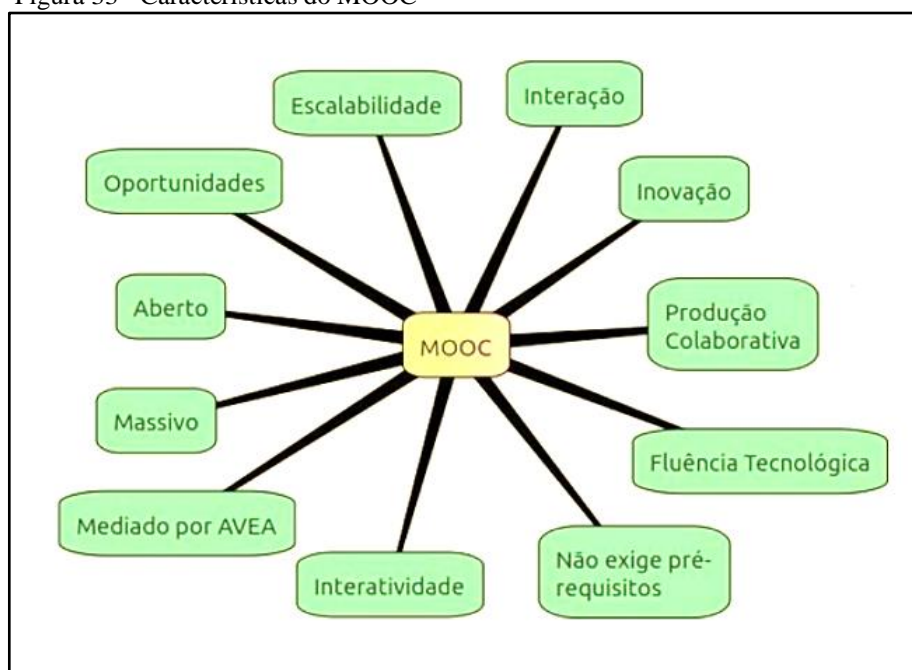 Figura 33 - Características do MOOC
Escalabilidade
Interação
Oportunidades
Inovação
Aberto
Produção
Colaborativa
MOOC
Massivo
Fluência Tecnológica
Mediado por AVEA
Interatividade
Não exige pré-
requisitos